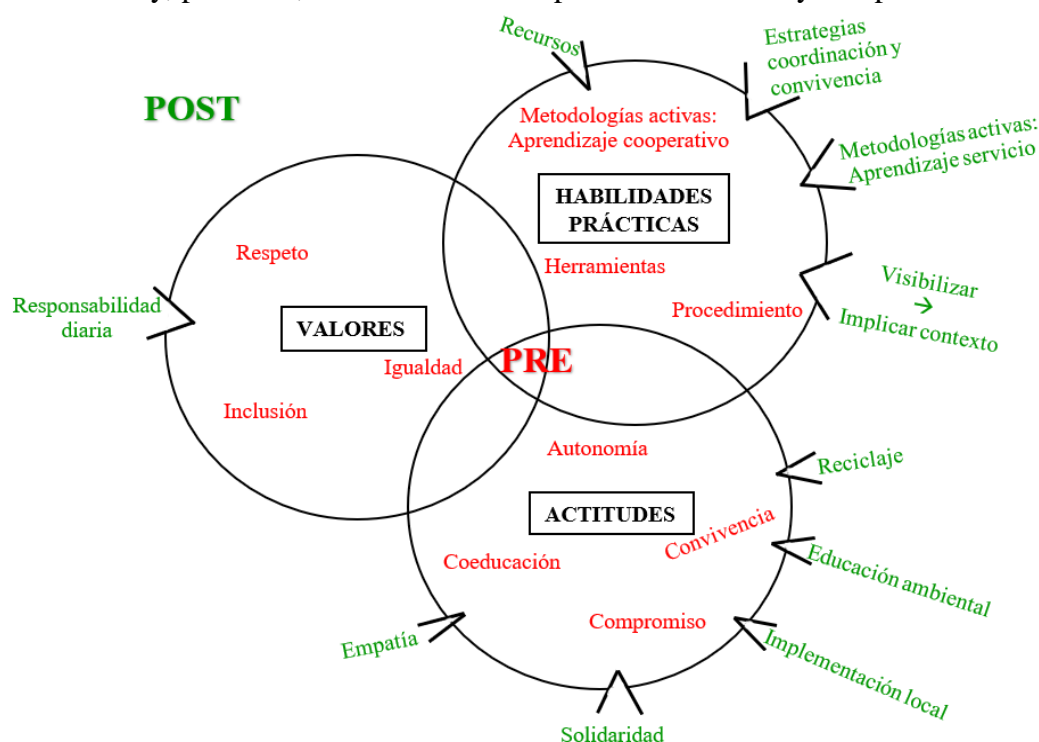 Recursos
Estrategias
coordinación y
convivencia
POST
Metodologías activas:
Aprendizaje cooperativo
Metodologías activas:
Aprendizaje servicio
HABILIDADES
PRÁCTICAS
Respeto
Herramientas
Visibilizar
→
Implicar contexto
Procedimiento
Responsabilidad
diaria
VALORES
Igualdad
PRE
Inclusión
Autonomía
Reciclaje
ACTITUDES
Convivencia
Coeducación
Educación ambiental
Compromiso
Empatía
Implementación local
Solidaridad